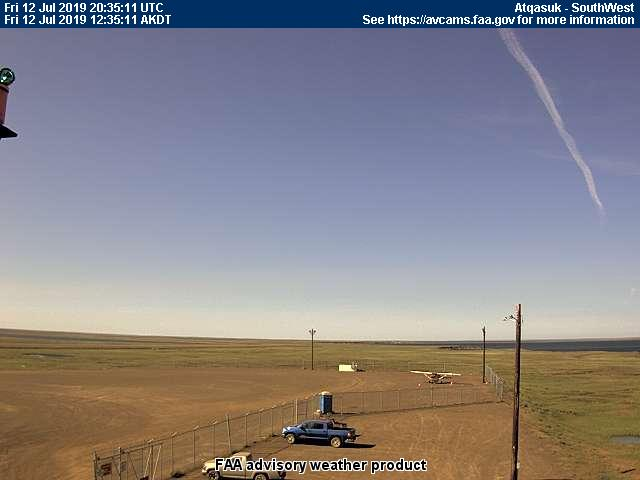 Fri 12 Jul 2019 20:35:11 UTC
Atqasuk - SouthWest
Fri 12 Jul 2019 12:35:11 AKDT
See https://avcams.faa.gov for more information
FAA advisory weather product